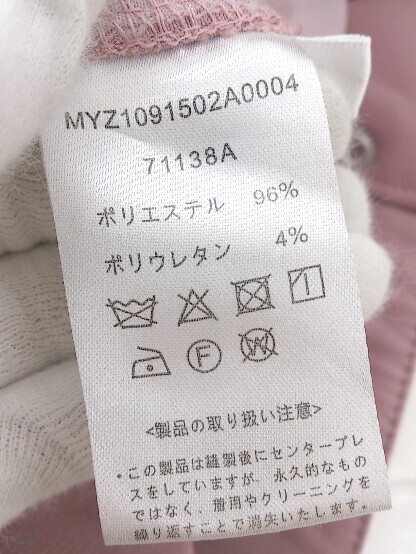 MYZ1091502A0004
71138A
ポリエステル 96%
ポリウレタン 4%
F W
<製品の取り扱い注意>
・この製品は縫製後にセンタープレ
スをしていますが、永久的なもの
ではなく、着用やクリーニングを
繰り返すことで消失いたします。